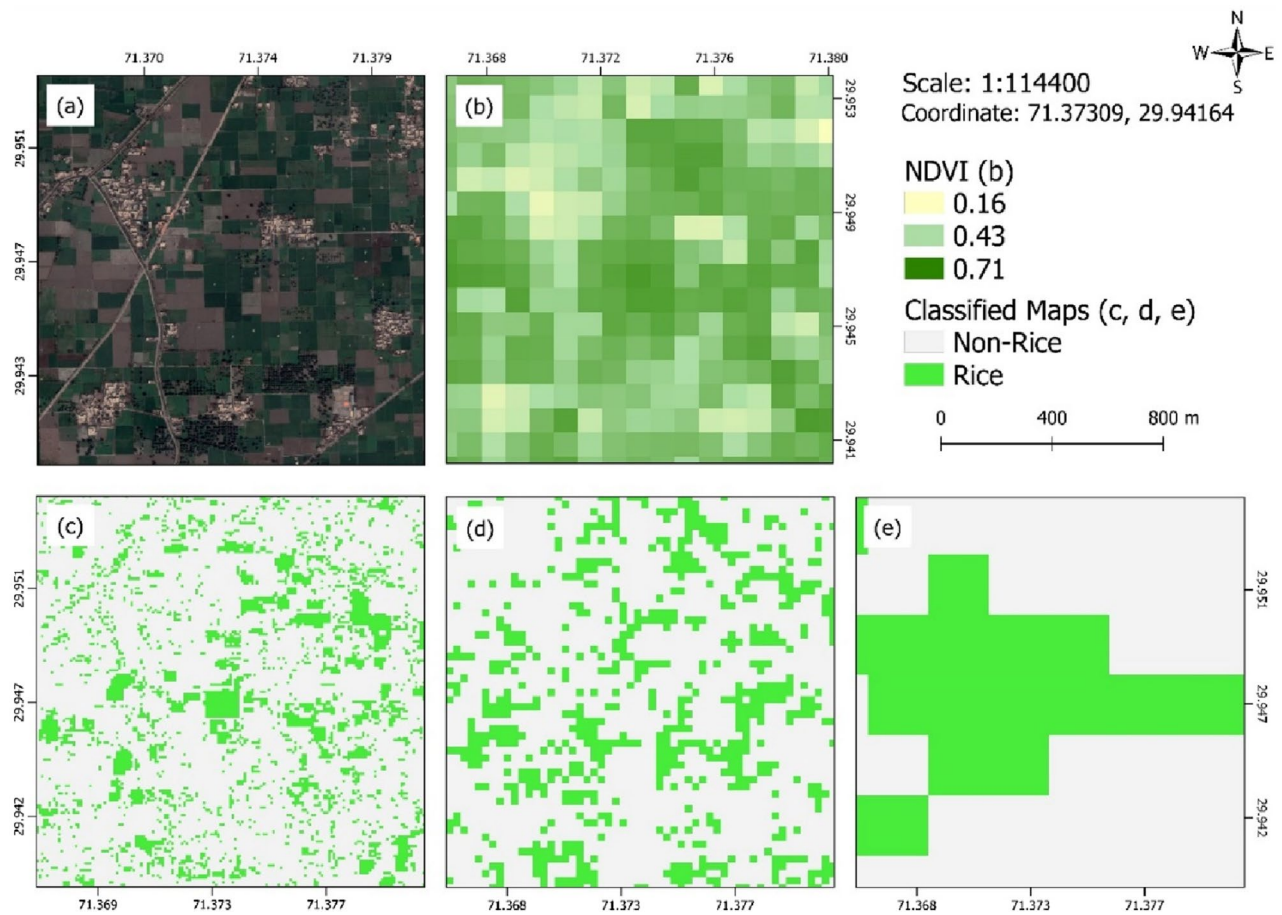 71.370 71.374 71.379
71.368 71.372 71.376 71.380
N
W E
S
(a)
29.951
29.947
29.943
(b)
29.953
29.949
29.945
29.941
Scale: 1:114400
Coordinate: 71.37309, 29.94164
NDVI (b)
0.16
0.43
0.71
Classified Maps (c, d, e)
Non-Rice
Rice
0 400 800 m
(c)
29.951
29.947
29.942
71.369 71.373 71.377
(d)
71.368 71.373 71.377
(e)
29.951
29.947
29.942
71.368 71.373 71.377